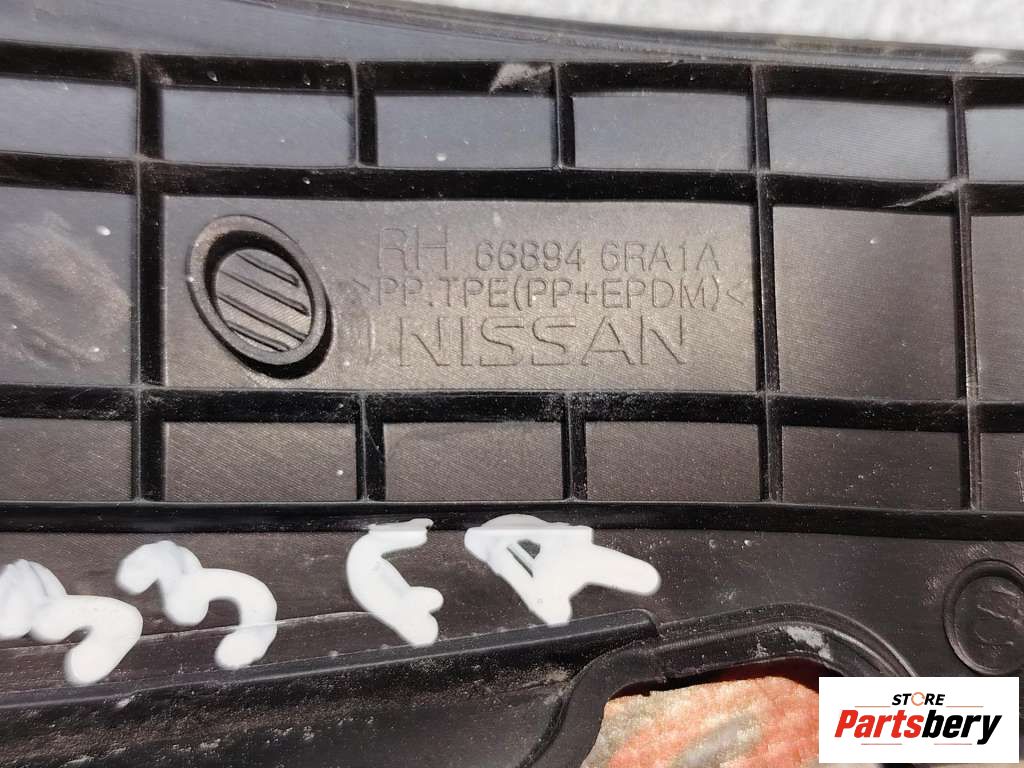 RH 66894 6RA1A
>PP.TPE(PP+EPDM)<
NISSAN
STORE
Partsbery